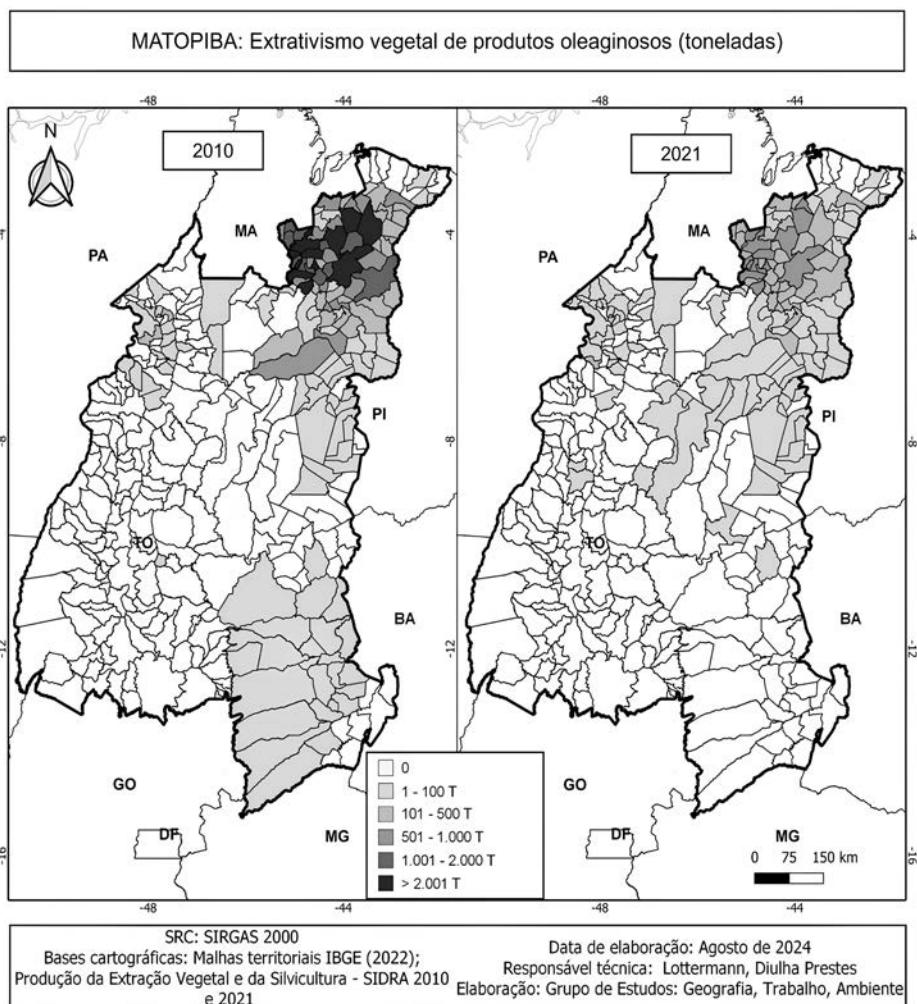 MATOPIBA: Extrativismo vegetal de produtos oleaginosos (toneladas)
-48
-44
-48
-44
N
2010
2021
-4
PA
MA
PA
MA
-4
-8
PI
PI
-8
TO
TO
-12
BA
BA
-12
GO
DF
MG
GO
DF
MG
-16
-16
0
1 - 100 T
101 - 500 T
501 - 1.000 T
1.001 - 2.000 T
> 2.001 T
0 75 150 km
-48
-44
-48
-44
SRC: SIRGAS 2000
Bases cartográficas: Malhas territoriais IBGE (2022);
Produção da Extração Vegetal e da Silvicultura - SIDRA 2010
e 2021
Data de elaboração: Agosto de 2024
Responsável técnica: Lottermann, Diulha Prestes
Elaboração: Grupo de Estudos: Geografia, Trabalho, Ambiente